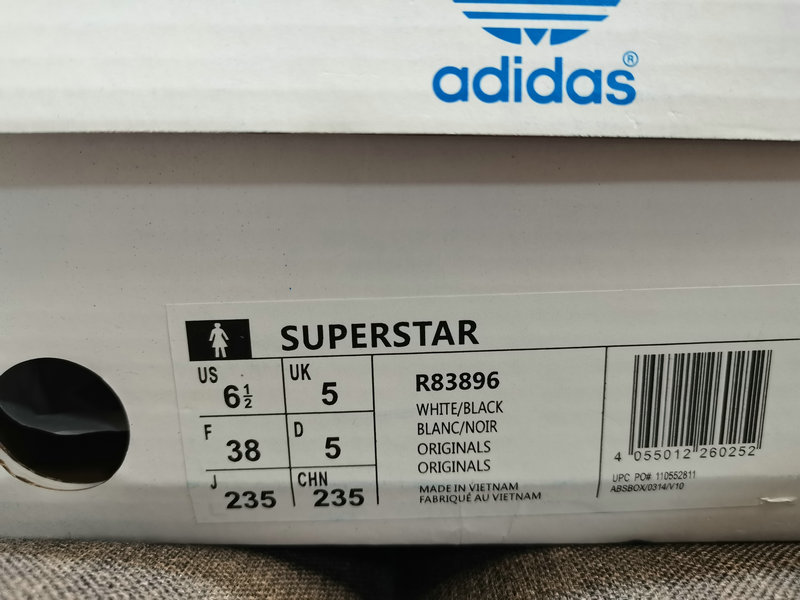 adidas®
SUPERSTAR
US 6½ UK 5
F 38 D 5
J 235 CHN 235
R83896
WHITE/BLACK
BLANC/NOIR
ORIGINALS
ORIGINALS
MADE IN VIETNAM
FABRIQUÉ AU VIETNAM
4 055012 260252
UPC PO# 110552811
ABSBOX/0314/V10